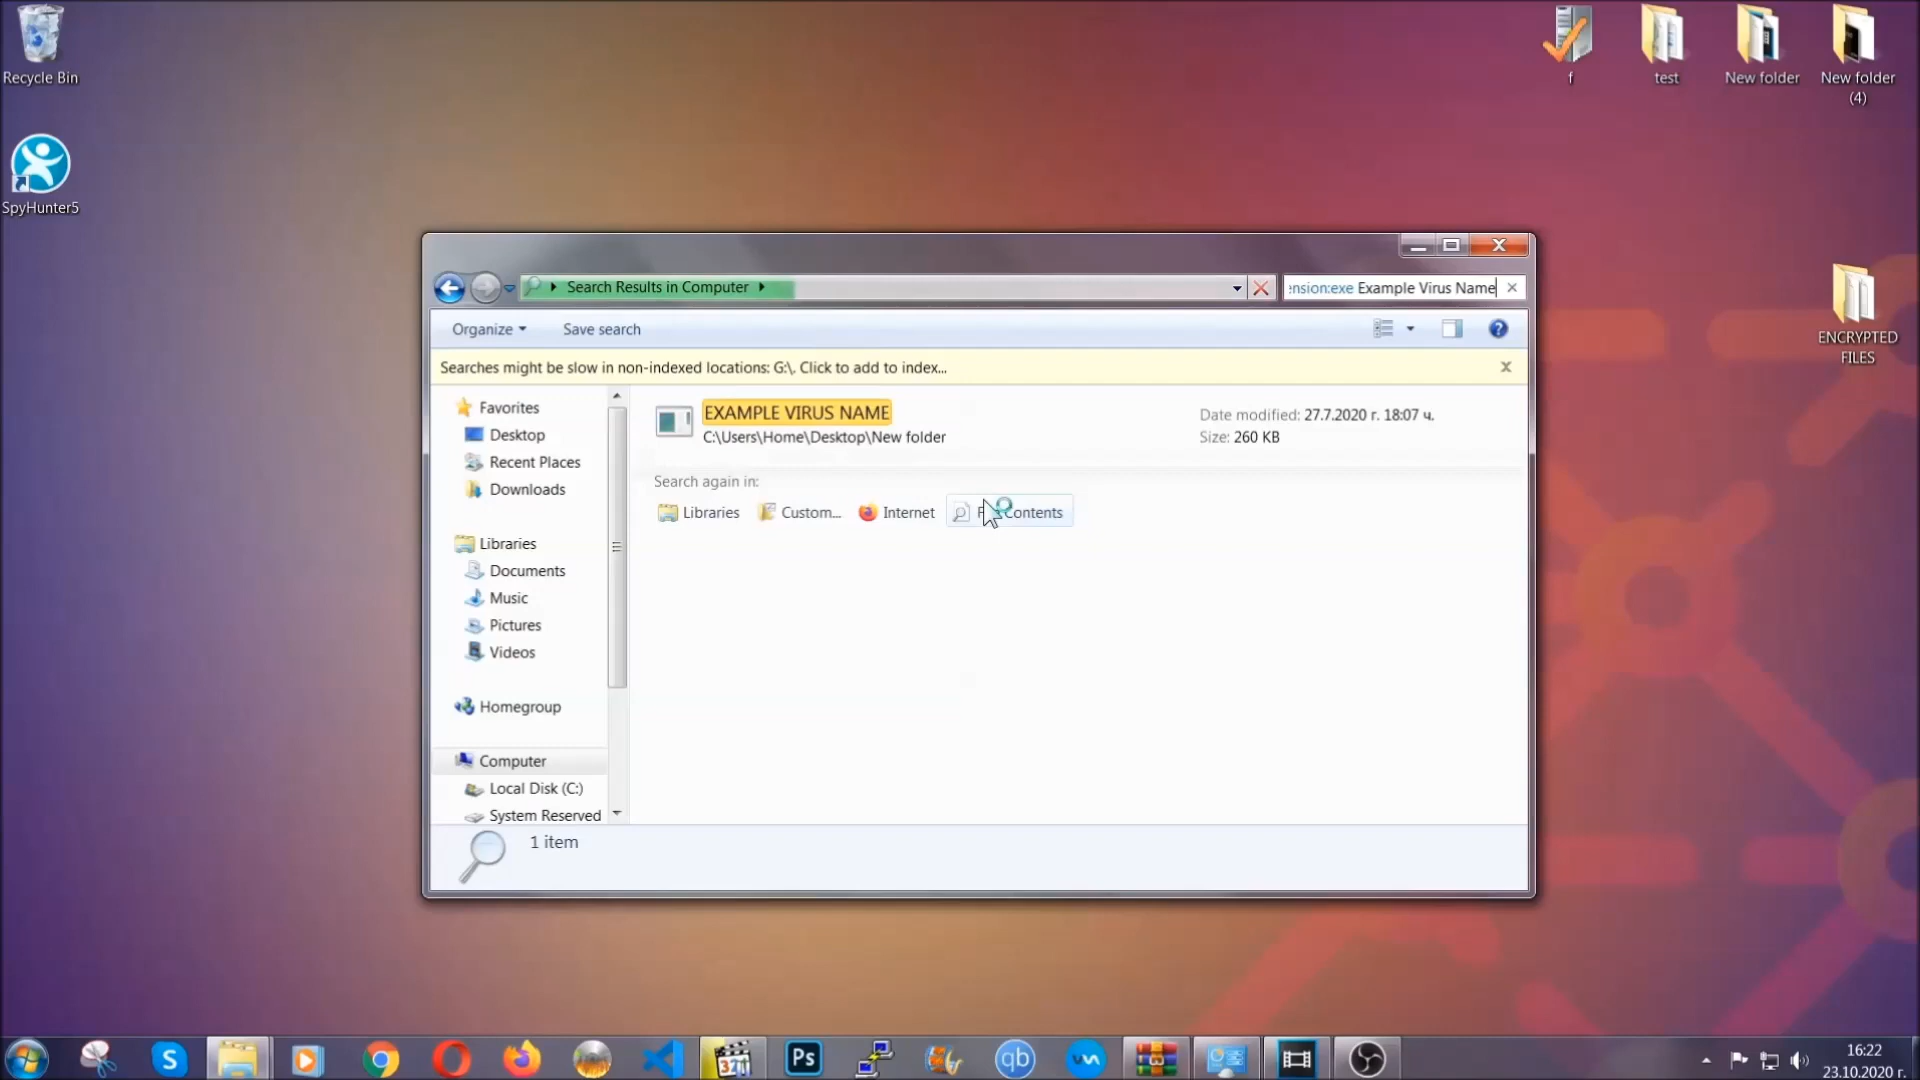 Recycle Bin
SpyHunter5
f
test
New folder
New folder
(4)
ENCRYPTED
FILES
Search Results in Computer
ension:exe Example Virus Name
Organize
Save search
Searches might be slow in non-indexed locations: G:\. Click to add to index...
Favorites
Desktop
Recent Places
Downloads
Libraries
Documents
Music
Pictures
Videos
Homegroup
Computer
Local Disk (C:)
System Reserved
EXAMPLE VIRUS NAME
C:\Users\Home\Desktop\New folder
Date modified: 27.7.2020 г. 18:07 ч.
Size: 260 KB
Search again in:
Libraries
Custom...
Internet
Contents
1 item
S
321
Ps
qb
16:22
23.10.2020 г.